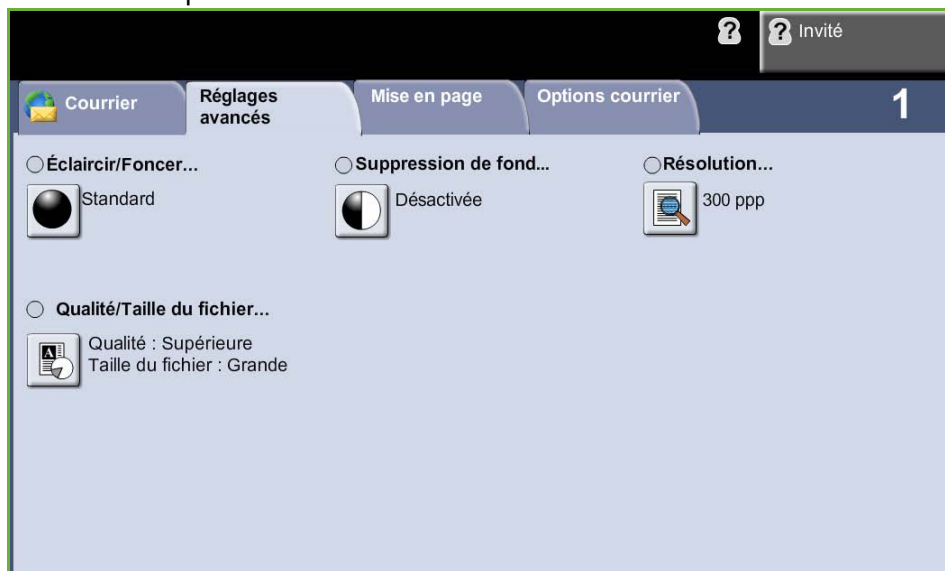 Invité
Courrier
Réglages avancés
Mise en page
Options courrier
1
Éclaircir/Foncer...
Suppression de fond...
Résolution...
Standard
Désactivée
300 ppp
Qualité/Taille du fichier...
Qualité : Supérieure
Taille du fichier : Grande